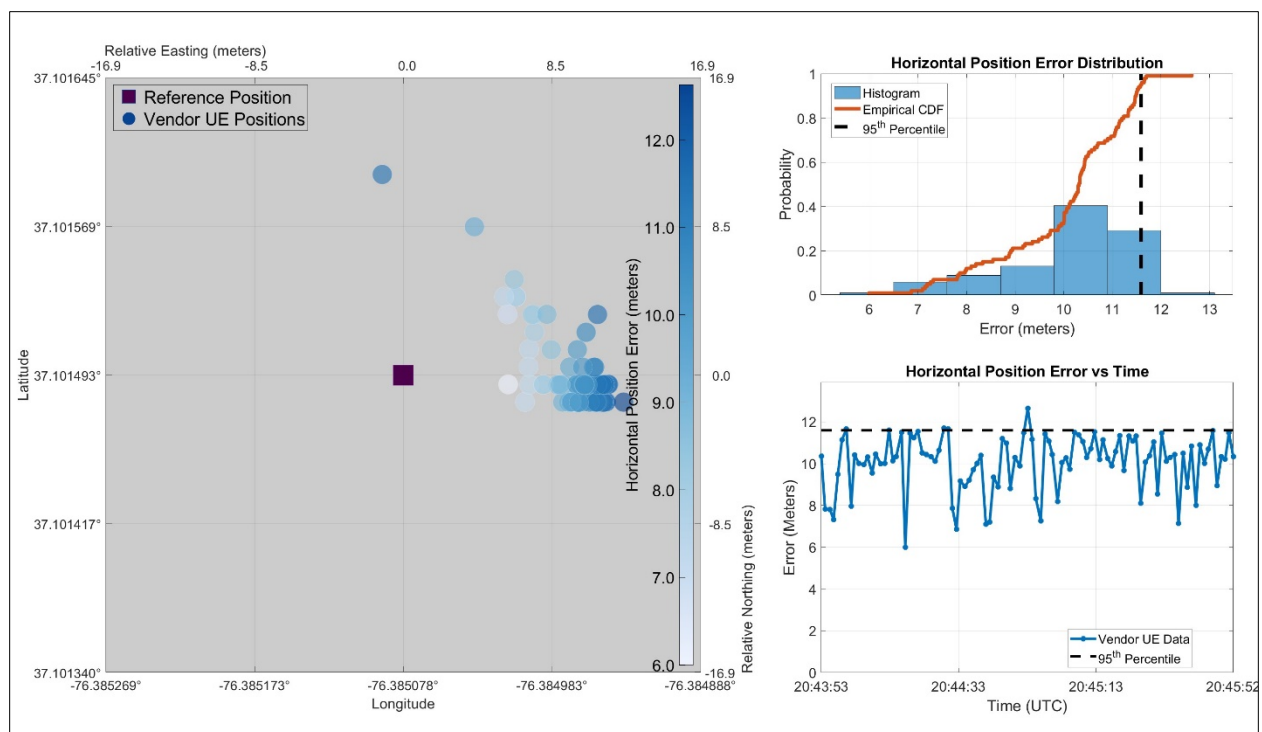 Relative Easting (meters)
-16.9 -8.5 0.0 8.5 16.9
37.101645° 16.9
Reference Position
Vendor UE Positions
12.0
37.101569° 11.0 8.5
10.0
Latitude
37.101493° 0.0
Horizontal Position Error (meters)
9.0
8.0
37.101417° -8.5
7.0
Relative Northing (meters)
6.0
37.101340° -16.9
-76.385269° -76.385173° -76.385078° -76.384983° -76.384888°
Longitude
Horizontal Position Error Distribution
1
Histogram
Empirical CDF
95th Percentile
0.8
0.6
Probability
0.4
0.2
0
6 7 8 9 10 11 12 13
Error (meters)
Horizontal Position Error vs Time
12
10
8
Error (Meters)
6
4
2
0
Vendor UE Data
95th Percentile
20:43:53 20:44:33 20:45:13 20:45:52
Time (UTC)